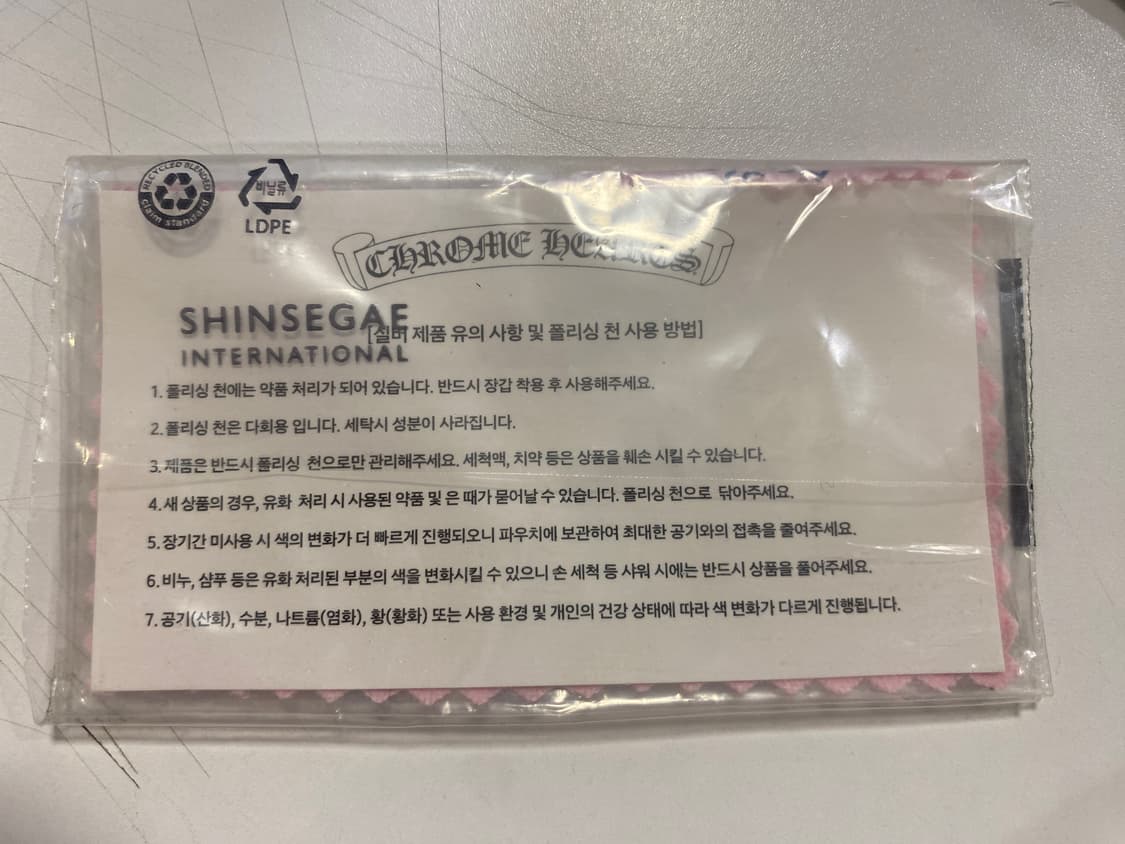 RECYCLED BLENDED
claim standard
비닐류
LDPE
CHROME HEARTS
SHINSEGAE
INTERNATIONAL
[실버 제품 유의 사항 및 폴리싱 천 사용 방법]
1. 폴리싱 천에는 약품 처리가 되어 있습니다. 반드시 장갑 착용 후 사용해주세요.
2. 폴리싱 천은 다회용 입니다. 세탁시 성분이 사라집니다.
3. 제품은 반드시 폴리싱 천으로만 관리해주세요. 세척액, 치약 등은 상품을 훼손 시킬 수 있습니다.
4. 새 상품의 경우, 유화 처리 시 사용된 약품 및 은 때가 묻어날 수 있습니다. 폴리싱 천으로 닦아주세요.
5. 장기간 미사용 시 색의 변화가 더 빠르게 진행되오니 파우치에 보관하여 최대한 공기와의 접촉을 줄여주세요.
6. 비누, 샴푸 등은 유화 처리된 부분의 색을 변화시킬 수 있으니 손 세척 등 샤워 시에는 반드시 상품을 풀어주세요.
7. 공기(산화), 수분, 나트륨(염화), 황(황화) 또는 사용 환경 및 개인의 건강 상태에 따라 색 변화가 다르게 진행됩니다.